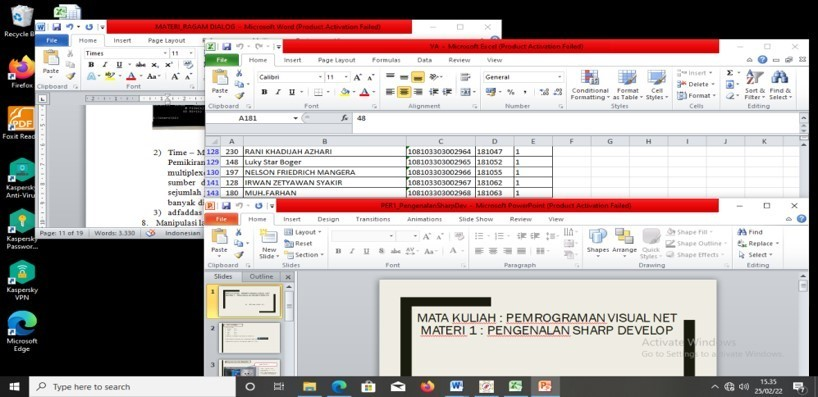 Recycle B
Firefox
Foxit Read
Kaspersky
Anti-Viru
Kaspersky
Passwor...
Kaspersky
VPN
Microsoft
Edge
MATERI_RAGAM DIALOG - Microsoft Word (Product Activation Failed)
File Home Insert Page Layout
Paste
Times 11
Clipboard Font
2) Time – M
Pemikiran
multiplexe
sumber d
sejumlah
banyak di
3) adfaddas
8. Manipulasi l
Page: 11 of 19 Words: 3.330 Indonesian
VA - Microsoft Excel (Product Activation Failed)
File Home Insert Page Layout Formulas Data Review View
Paste
Calibri 11
General
Conditional Formatting
Format as Table
Cell Styles
Insert
Delete
Format
Sort & Filter
Find & Select
Clipboard Font Alignment Number Styles Cells Editing
A181 fx 48
A B C D E F G H I J K
128 230 RANI KHADIJAH AZHARI 108103303002964 181047 1
129 148 Luky Star Boger 108103303002965 181052 1
130 197 NELSON FRIEDRICH MANGERA 108103303002966 181055 1
141 128 IRWAN ZETYAWAN SYAKIR 108103303002967 181062 1
143 180 MUH.FARHAN 108103303002968 181063 1
PER1_PengenalanSharpDev - Microsoft PowerPoint (Product Activation Failed)
File Home Insert Design Transitions Animations Slide Show Review View
Paste
New Slide
Layout
Reset
Section
Shapes Arrange Quick Styles
Shape Fill
Shape Outline
Shape Effects
Find
Replace
Select
Clipboard Slides Font Paragraph Drawing Editing
Slides Outline
1
2
3
MATA KULIAH : PEMROGRAMAN VISUAL NET
MATERI 1 : PENGENALAN SHARP DEVELOP
Activate Windows
Go to Settings to activate Windows.
Type here to search
15.35
25/02/22